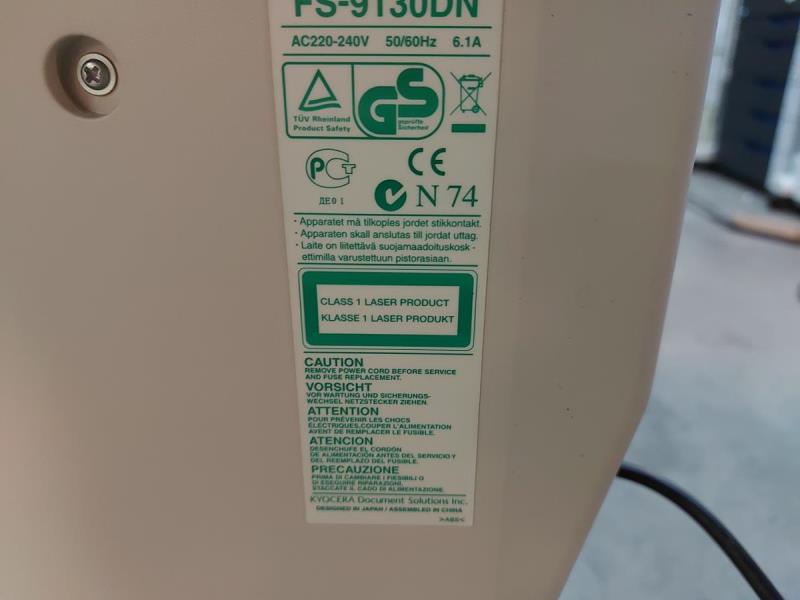 FS-9130DN
AC220-240V 50/60Hz 6.1A
TÜV Rheinland
Product Safety
GS
geprüfte
Sicherheit
PCT
CE
ДЕ01
N 74
· Apparatet må tilkoples jordet stikkontakt.
· Apparaten skall anslutas till jordat uttag.
· Laite on liitettävä suojamaadoituskosk -
ettimilla varustettuun pistorasiaan.
CLASS 1 LASER PRODUCT
KLASSE 1 LASER PRODUKT
CAUTION
REMOVE POWER CORD BEFORE SERVICE
AND FUSE REPLACEMENT.
VORSICHT
VOR WARTUNG UND SICHERUNGS-
WECHSEL NETZSTECKER ZIEHEN.
ATTENTION
POUR PRÉVENIR LES CHOCS
ÉLECTRIQUES,COUPER L'ALIMENTATION
AVENT DE REMPLACER LE FUSIBLE.
ATENCION
DESENCHUFE EL CORDÓN
DE ALIMENTACIÓN ANTES DEL SERVICIO Y
DEL REEMPLAZO DEL FUSIBLE.
PRECAUZIONE
PRIMA DI CAMBIARE I FIESIBILI O
DI ESEGUIRE RIPARAZIONI.
STACCATE IL CADO DI ALIMENTAZIONE.
KYOCERA Document Solutions Inc.
DESIGNED IN JAPAN / ASSEMBLED IN CHINA
>ABS<